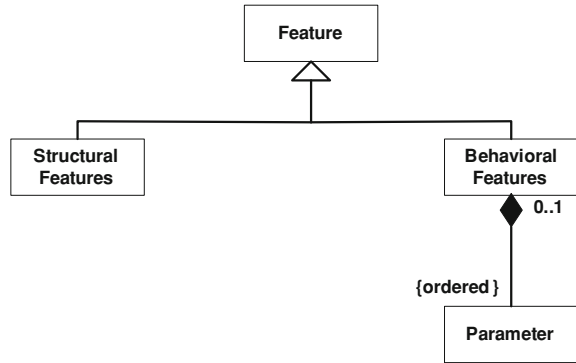 Feature
Structural
Features
Behavioral
Features
0..1
{ordered }
Parameter